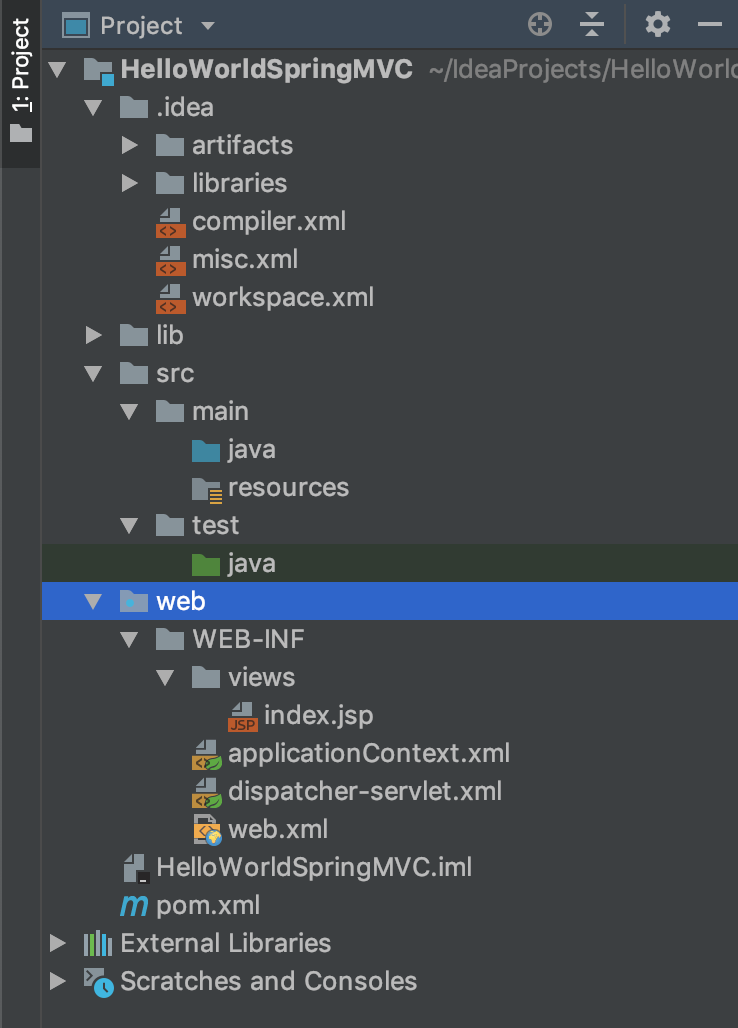 1: Project
Project
HelloWorldSpringMVC ~/IdeaProjects/HelloWorld
.idea
artifacts
libraries
compiler.xml
misc.xml
workspace.xml
lib
src
main
java
resources
test
java
web
WEB-INF
views
index.jsp
JSP
applicationContext.xml
dispatcher-servlet.xml
web.xml
HelloWorldSpringMVC.iml
m pom.xml
External Libraries
Scratches and Consoles